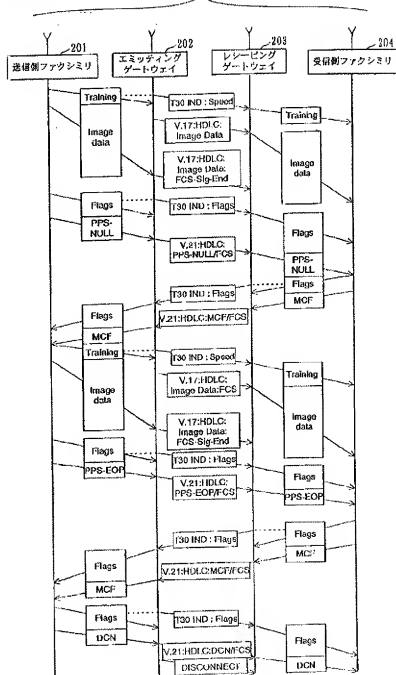 201
202
203
204
送信側ファクシミリ
エミッティング
ゲートウェイ
レシービング
ゲートウェイ
受信側ファクシミリ
Training
T30 IND : Speed
Training
Image
data
V.17:HDLC:
Image Data
Image
data
V.17:HDLC:
Image Data:
FCS-Sig-End
Flags
T30 IND : Flags
Flags
PPS-
NULL
V.21:HDLC:
PPS-NULL/FCS
PPS-
NULL
Flags
T30 IND : Flags
MCF
Flags
V.21:HDLC:MCF/FCS
MCF
Training
T30 IND : Speed
Training
Image
data
V.17:HDLC:
Image Data:FCS
Image
data
V.17:HDLC:
Image Data:
FCS-Sig-End
Flags
T30 IND : Flags
Flags
PPS-EOP
V.21:HDLC:
PPS-EOP/FCS
PPS-EOP
T30 IND : Flags
Flags
Flags
MCF
V.21:HDLC:MCF/FCS
MCF
Flags
T30 IND : Flags
Flags
DCN
V.21:HDLC:DCN/FCS
DISCONNECT
DCN